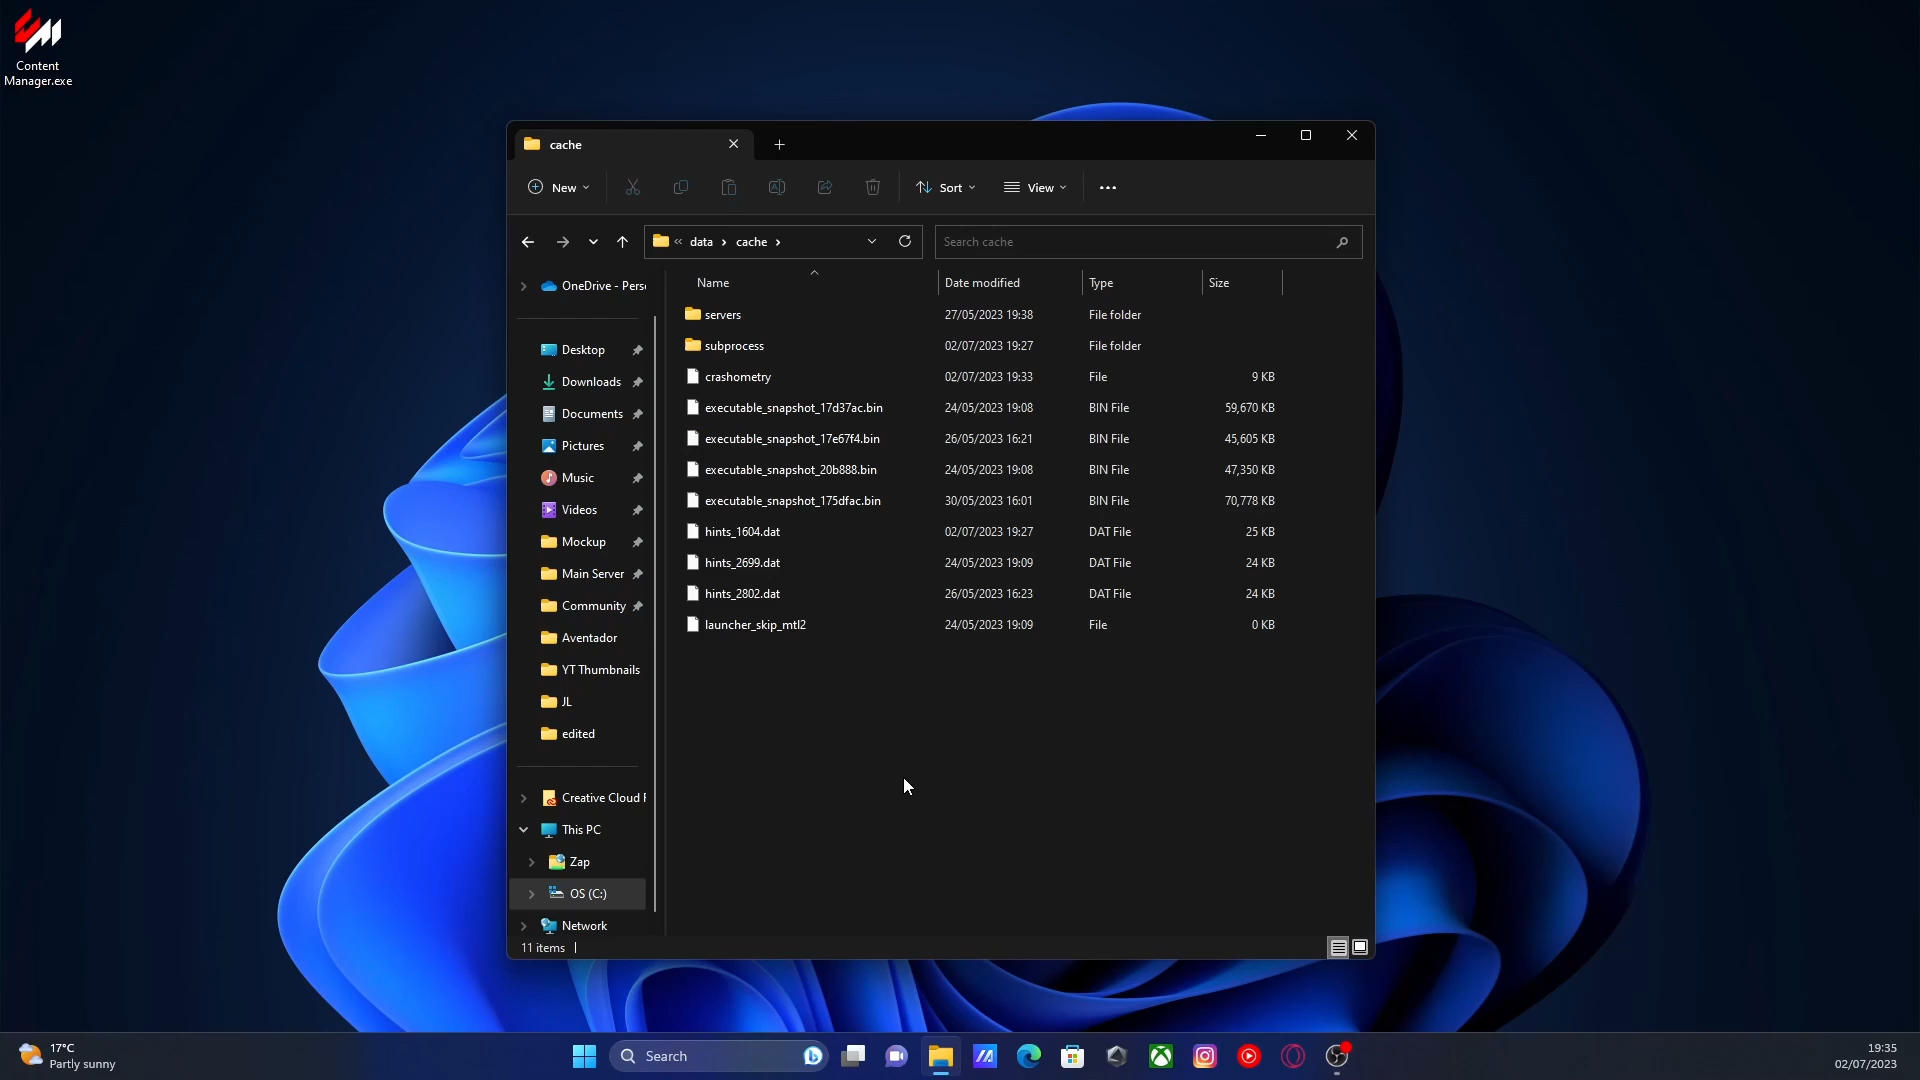 Content
Manager.exe
cache
New
Sort
View
data
cache
Search cache
Name
Date modified
Type
Size
servers 27/05/2023 19:38 File folder
subprocess 02/07/2023 19:27 File folder
crashometry 02/07/2023 19:33 File 9 KB
executable_snapshot_17d37ac.bin 24/05/2023 19:08 BIN File 59,670 KB
executable_snapshot_17e67f4.bin 26/05/2023 16:21 BIN File 45,605 KB
executable_snapshot_20b888.bin 24/05/2023 19:08 BIN File 47,350 KB
executable_snapshot_175dfac.bin 30/05/2023 16:01 BIN File 70,778 KB
hints_1604.dat 02/07/2023 19:27 DAT File 25 KB
hints_2699.dat 24/05/2023 19:09 DAT File 24 KB
hints_2802.dat 26/05/2023 16:23 DAT File 24 KB
launcher_skip_mtl2 24/05/2023 19:09 File 0 KB
OneDrive - Perso
Desktop
Downloads
Documents
Pictures
Music
Videos
Mockup
Main Server
Community
Aventador
YT Thumbnails
JL
edited
Creative Cloud F
This PC
Zap
OS (C:)
Network
11 items
17°C
Partly sunny
Search
19:35
02/07/2023